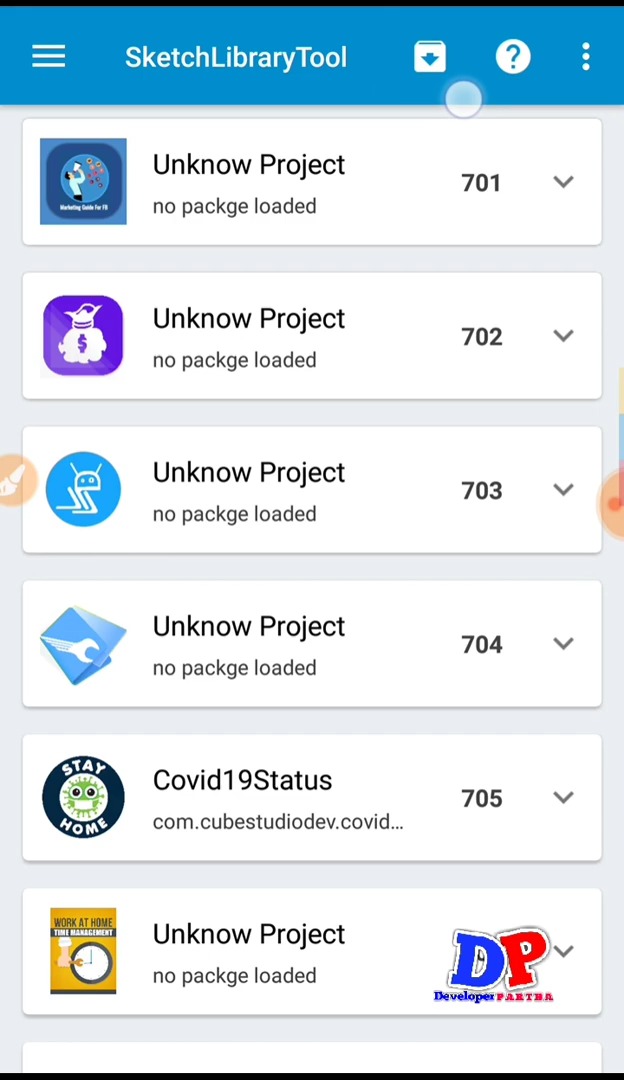 SketchLibraryTool
Unknow Project
no packge loaded
701
Marketing Guide For FB
Unknow Project
no packge loaded
702
Unknow Project
no packge loaded
703
Unknow Project
no packge loaded
704
STAY
HOME
Covid19Status
com.cubestudiodev.covid...
705
WORK AT HOME
TIME MANAGEMENT
Unknow Project
no packge loaded
DP
Developer PARTHA